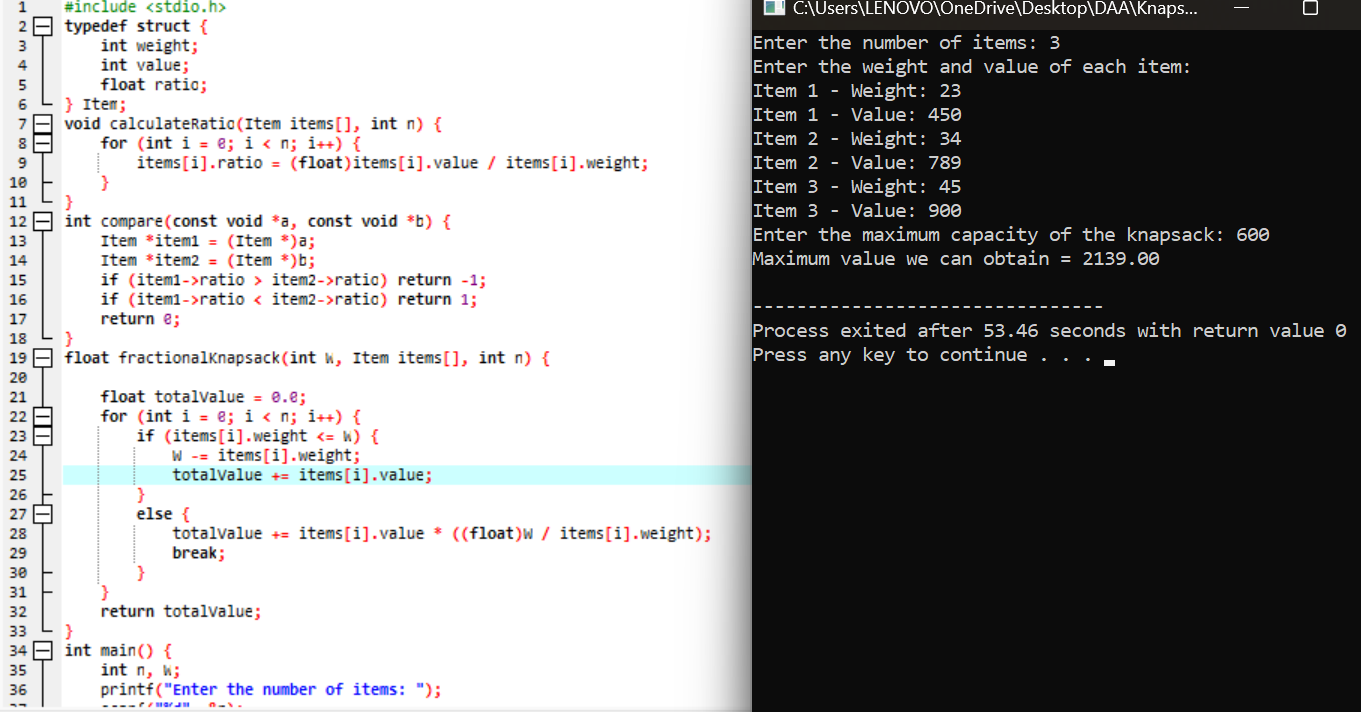 1 #include <stdio.h>
2 typedef struct {
3 int weight;
4 int value;
5 float ratio;
6 } Item;
7 void calculateRatio(Item items[], int n) {
8 for (int i = 0; i < n; i++) {
9 items[i].ratio = (float)items[i].value / items[i].weight;
10 }
11 }
12 int compare(const void *a, const void *b) {
13 Item *item1 = (Item *)a;
14 Item *item2 = (Item *)b;
15 if (item1->ratio > item2->ratio) return -1;
16 if (item1->ratio < item2->ratio) return 1;
17 return 0;
18 }
19 float fractionalKnapsack(int W, Item items[], int n) {
20
21 float totalValue = 0.0;
22 for (int i = 0; i < n; i++) {
23 if (items[i].weight <= W) {
24 W -= items[i].weight;
25 totalValue += items[i].value;
26 }
27 else {
28 totalValue += items[i].value * ((float)W / items[i].weight);
29 break;
30 }
31 }
32 return totalValue;
33 }
34 int main() {
35 int n, W;
36 printf("Enter the number of items: ");
C:\Users\LENOVO\OneDrive\Desktop\DAA\Knaps...
Enter the number of items: 3
Enter the weight and value of each item:
Item 1 - Weight: 23
Item 1 - Value: 450
Item 2 - Weight: 34
Item 2 - Value: 789
Item 3 - Weight: 45
Item 3 - Value: 900
Enter the maximum capacity of the knapsack: 600
Maximum value we can obtain = 2139.00
--------------------------------
Process exited after 53.46 seconds with return value 0
Press any key to continue . . .